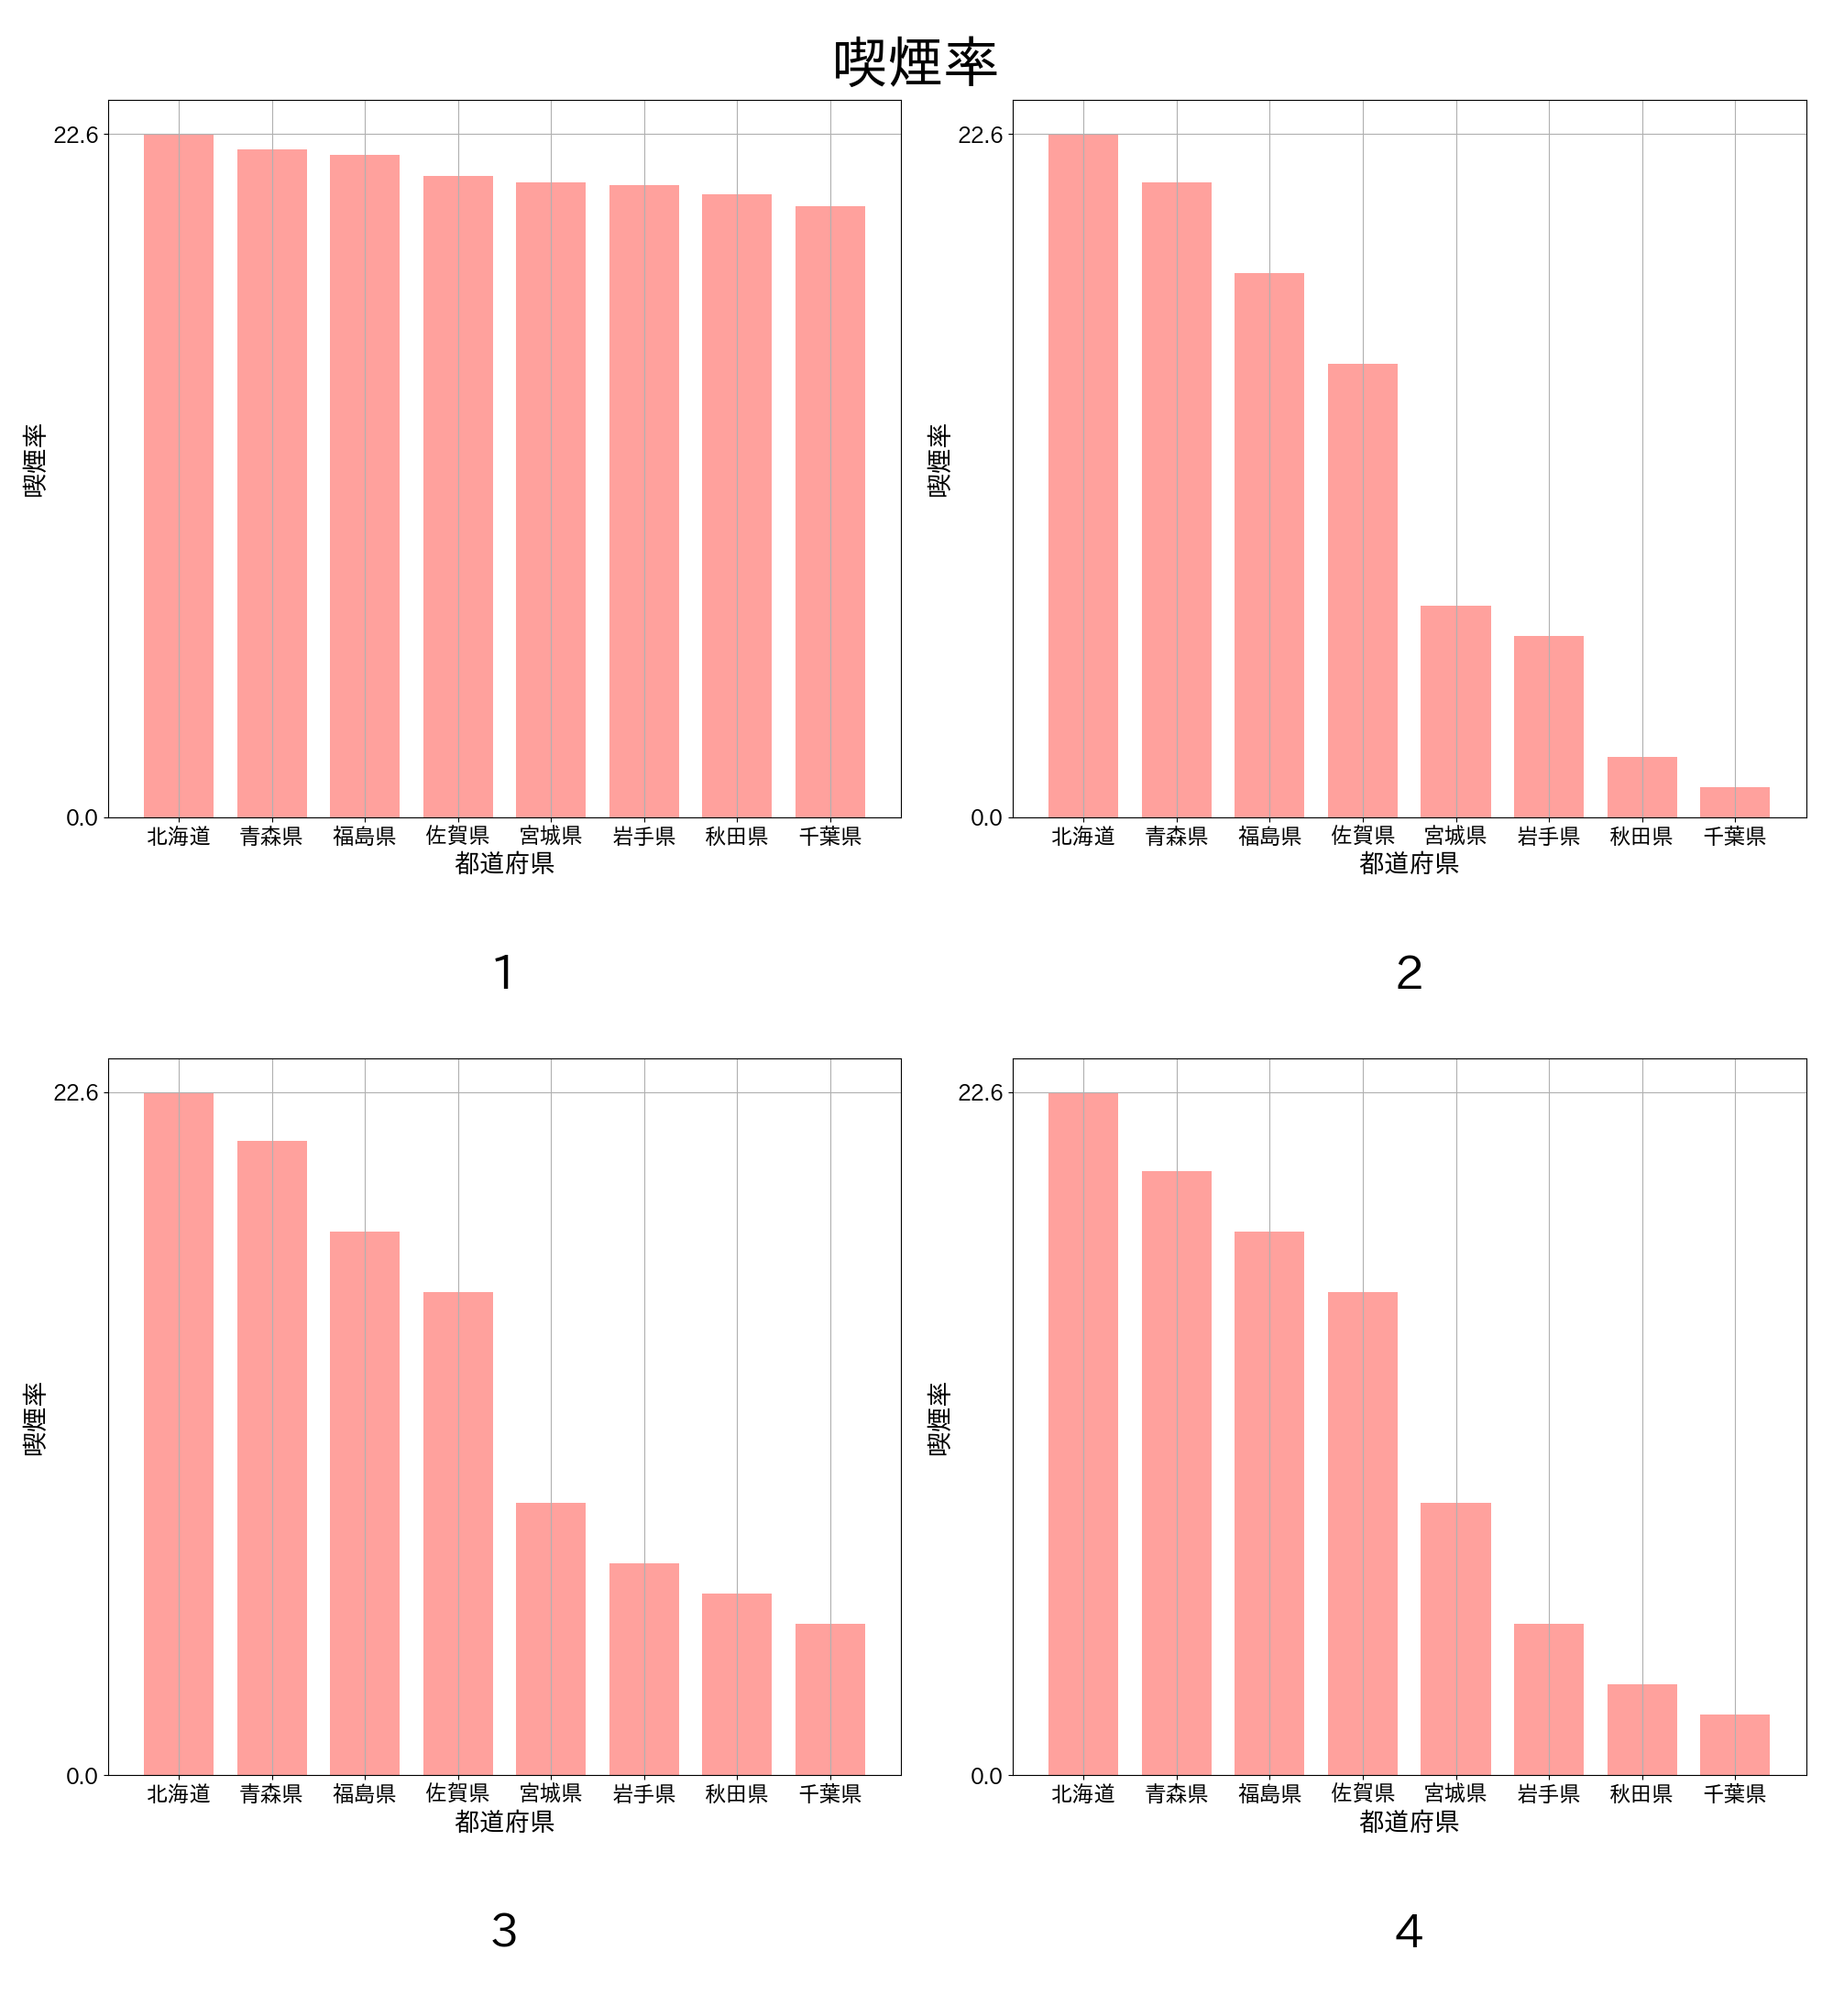 喫煙率
喫煙率
22.6
0.0
北海道 青森県 福島県 佐賀県 宮城県 岩手県 秋田県 千葉県
都道府県
1
喫煙率
22.6
0.0
北海道 青森県 福島県 佐賀県 宮城県 岩手県 秋田県 千葉県
都道府県
2
喫煙率
22.6
0.0
北海道 青森県 福島県 佐賀県 宮城県 岩手県 秋田県 千葉県
都道府県
3
喫煙率
22.6
0.0
北海道 青森県 福島県 佐賀県 宮城県 岩手県 秋田県 千葉県
都道府県
4